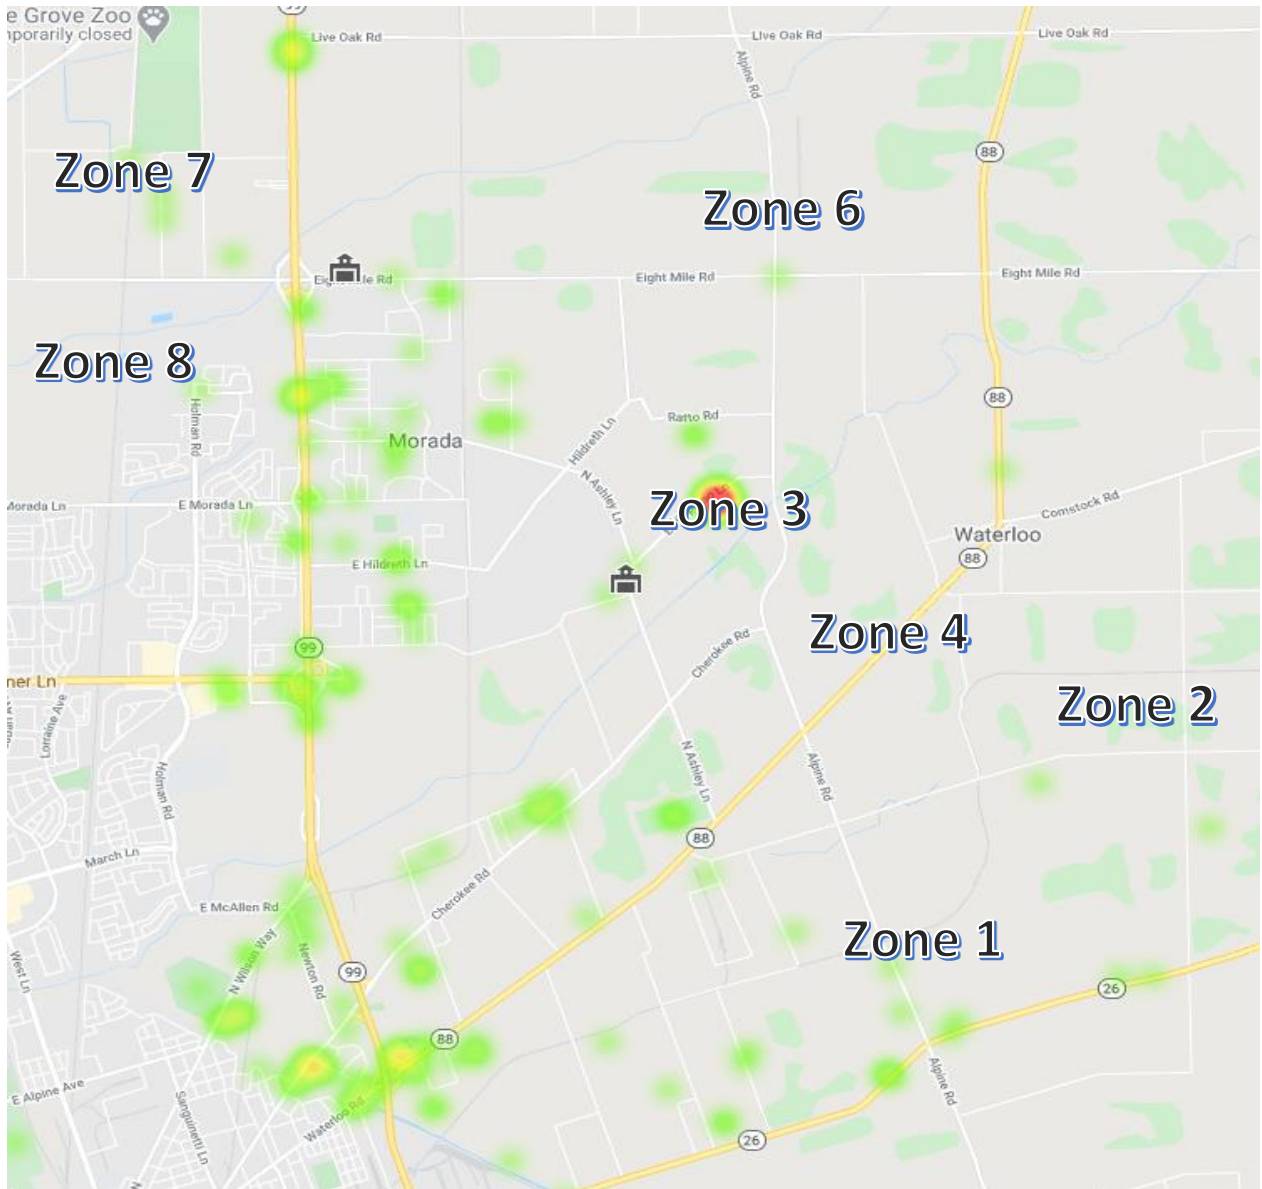 e Grove Zoo
nporarily closed
99
Live Oak Rd
Live Oak Rd
Live Oak Rd
Alpine Rd
88
Zone 7
Zone 6
Eight Mile Rd
Eight Mile Rd
Eight Mile Rd
Zone 8
88
Holman Rd
Ratto Rd
Hildreth Ln
Morada
N Ashley Ln
Morada Ln
E Morada Ln
Zone 3
Comstock Rd
Waterloo
88
E Hildreth Ln
Zone 4
99
Cherokee Rd
ner Ln
Zone 2
Lorraine Ave
Holman Rd
N Ashley Ln
Alpine Rd
88
March Ln
Cherokee Rd
E McAllen Rd
Zone 1
N Wilson Way
Newton Rd
West Ln
99
26
88
E Alpine Ave
Alpine Rd
Sanguinetti Ln
Waterloo Rd
26
N